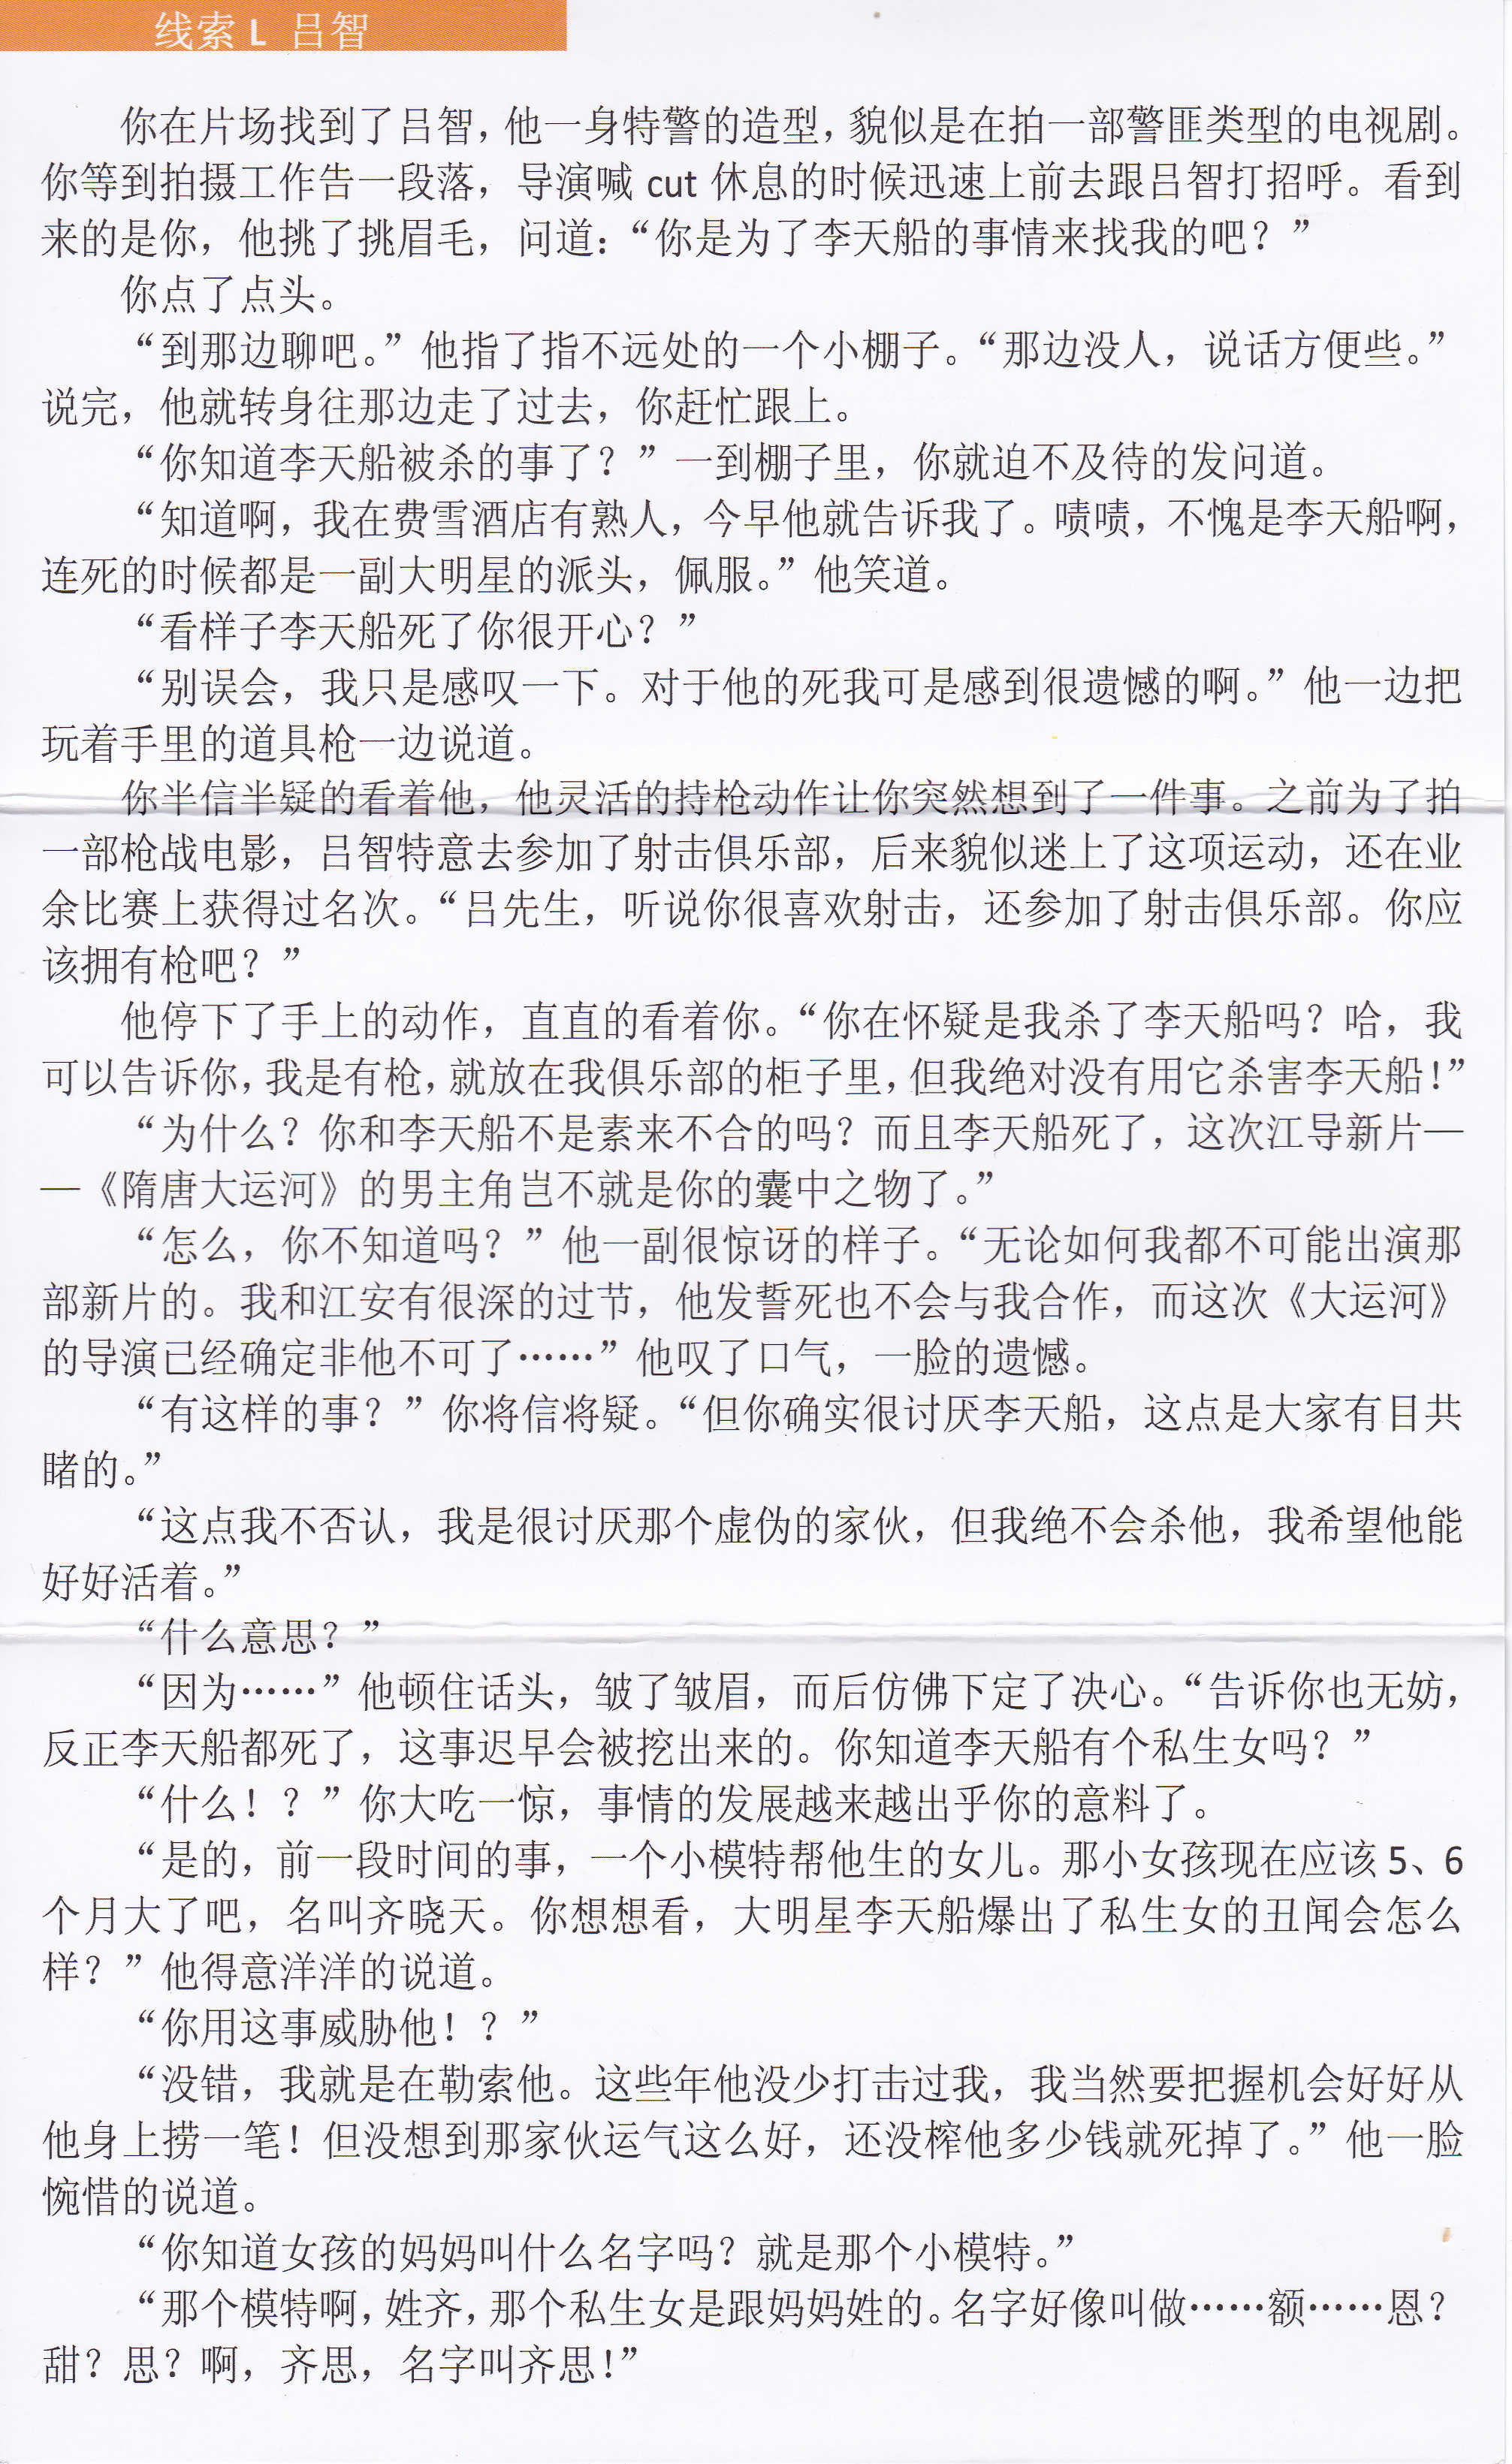 线索 L 吕智
你在片场找到了吕智，他一身特警的造型，貌似是在拍一部警匪类型的电视剧。
你等到拍摄工作告一段落，导演喊 cut 休息的时候迅速上前去跟吕智打招呼。看到
来的是你，他挑了挑眉毛，问道：“你是为了李天船的事情来找我的吧？”
你点了点头。
“到那边聊吧。”他指了指不远处的一个小棚子。“那边没人，说话方便些。”
说完，他就转身往那边走了过去，你赶忙跟上。
“你知道李天船被杀的事了？”一到棚子里，你就迫不及待的发问道。
“知道啊，我在费雪酒店有熟人，今早他就告诉我了。啧啧，不愧是李天船啊，
连死的时候都是一副大明星的派头，佩服。”他笑道。
“看样子李天船死了你很开心？”
“别误会，我只是感叹一下。对于他的死我可是感到很遗憾的啊。”他一边把
玩着手里的道具枪一边说道。
你半信半疑的看着他，他灵活的持枪动作让你突然想到了一件事。之前为了拍
一部枪战电影，吕智特意去参加了射击俱乐部，后来貌似迷上了这项运动，还在业
余比赛上获得过名次。“吕先生，听说你很喜欢射击，还参加了射击俱乐部。你应
该拥有枪吧？”
他停下了手上的动作，直直的看着你。“你在怀疑是我杀了李天船吗？哈，我
可以告诉你，我是有枪，就放在我俱乐部的柜子里，但我绝对没有用它杀害李天船！”
“为什么？你和李天船不是素来不合的吗？而且李天船死了，这次江导新片—
—《隋唐大运河》的男主角岂不就是你的囊中之物了。”
“怎么，你不知道吗？”他一副很惊讶的样子。“无论如何我都不可能出演那
部新片的。我和江安有很深的过节，他发誓死也不会与我合作，而这次《大运河》
的导演已经确定非他不可了……”他叹了口气，一脸的遗憾。
“有这样的事？”你将信将疑。“但你确实很讨厌李天船，这点是大家有目共
睹的。”
“这点我不否认，我是很讨厌那个虚伪的家伙，但我绝不会杀他，我希望他能
好好活着。”
“什么意思？”
“因为……”他顿住话头，皱了皱眉，而后仿佛下定了决心。“告诉你也无妨，
反正李天船都死了，这事迟早会被挖出来的。你知道李天船有个私生女吗？”
“什么！？”你大吃一惊，事情的发展越来越出乎你的意料了。
“是的，前一段时间的事，一个小模特帮他生的女儿。那小女孩现在应该 5、6
个月大了吧，名叫齐晓天。你想想看，大明星李天船爆出了私生女的丑闻会怎么
样？”他得意洋洋的说道。
“你用这事威胁他！？”
“没错，我就是在勒索他。这些年他没少打击过我，我当然要把握机会好好从
他身上捞一笔！但没想到那家伙运气这么好，还没榨他多少钱就死掉了。”他一脸
惋惜的说道。
“你知道女孩的妈妈叫什么名字吗？就是那个小模特。”
“那个模特啊，姓齐，那个私生女是跟妈妈姓的。名字好像叫做……额……恩？
甜？思？啊，齐思，名字叫齐思！”